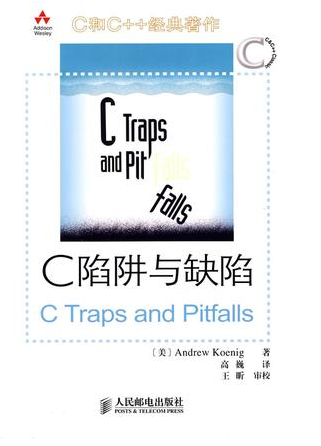 Addison
Wesley
C和C++经典著作
C
C&C++ Classic
C Traps
and Pit falls
falls
C陷阱与缺陷
C Traps and Pitfalls
[美] Andrew Koenig 著
高 巍 译
王 昕 审校
人民邮电出版社
POSTS & TELECOM PRESS